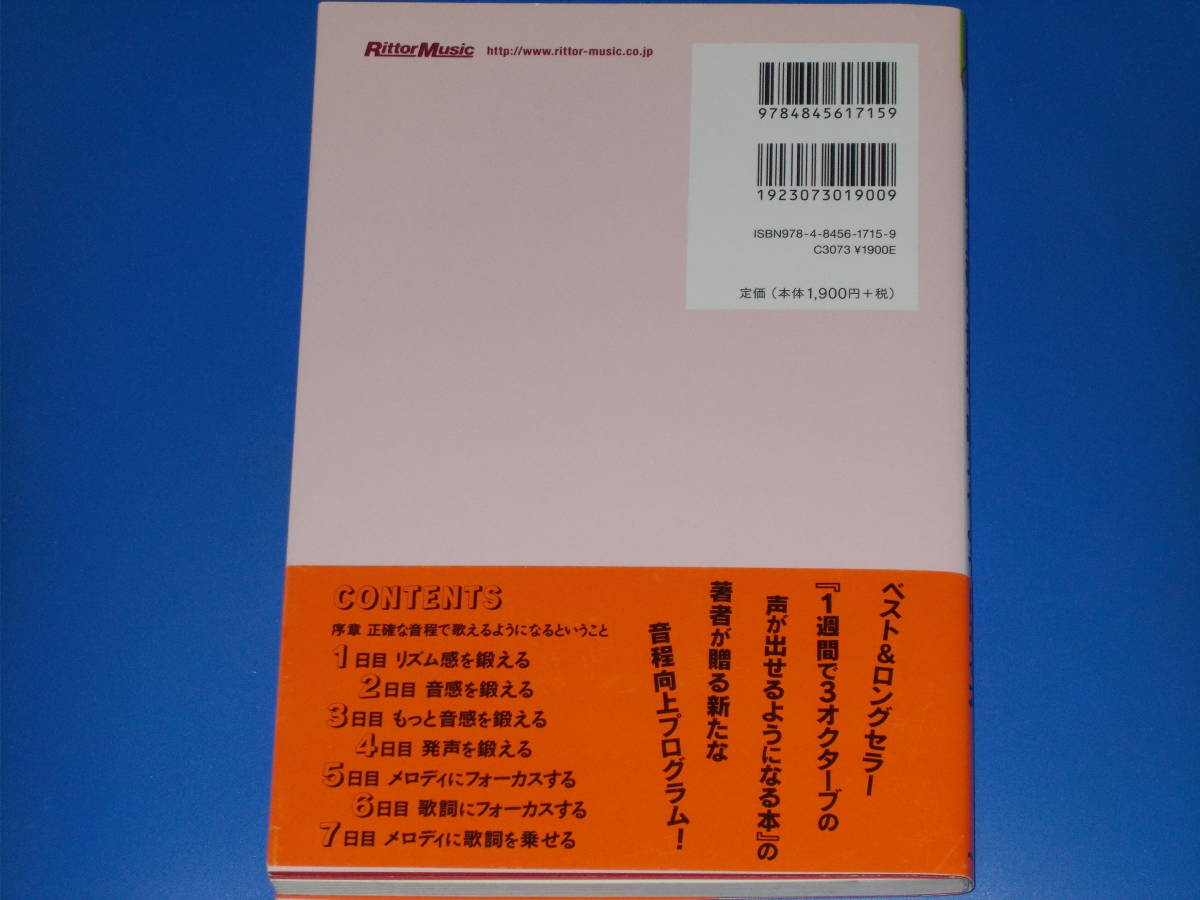 RittorMusic http://www.rittor-music.co.jp
9784845617159
1923073019009
ISBN978-4-8456-1715-9
C3073 ¥1900E
定価(本体1,900円+税)
ベスト&ロングセラー
『1週間で3オクターブの
声が出せるようになる本』の
著者が贈る新たな
音程向上プログラム!
CONTENTS
序章 正確な音程で歌えるようになるということ
1日目 リズム感を鍛える
2日目 音感を鍛える
3日目 もっと音感を鍛える
4日目 発声を鍛える
5日目 メロディにフォーカスする
6日目 歌詞にフォーカスする
7日目 メロディに歌詞を乗せる